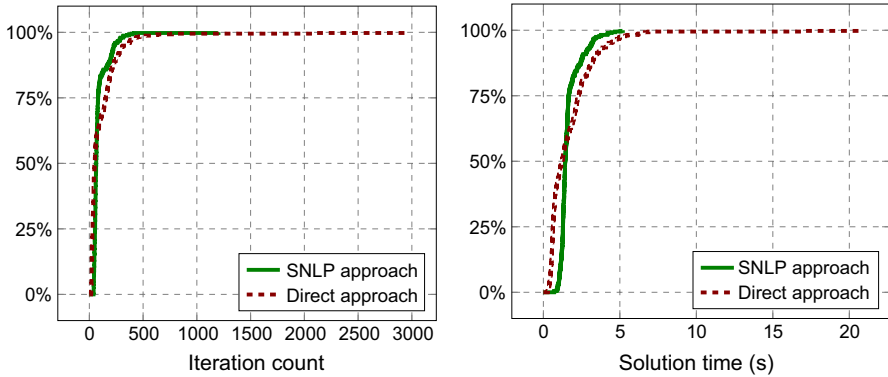 100%
75%
50%
25%
0%
SNLP approach
Direct approach
0 500 1000 1500 2000 2500 3000
Iteration count
100%
75%
50%
25%
0%
SNLP approach
Direct approach
0 5 10 15 20
Solution time (s)